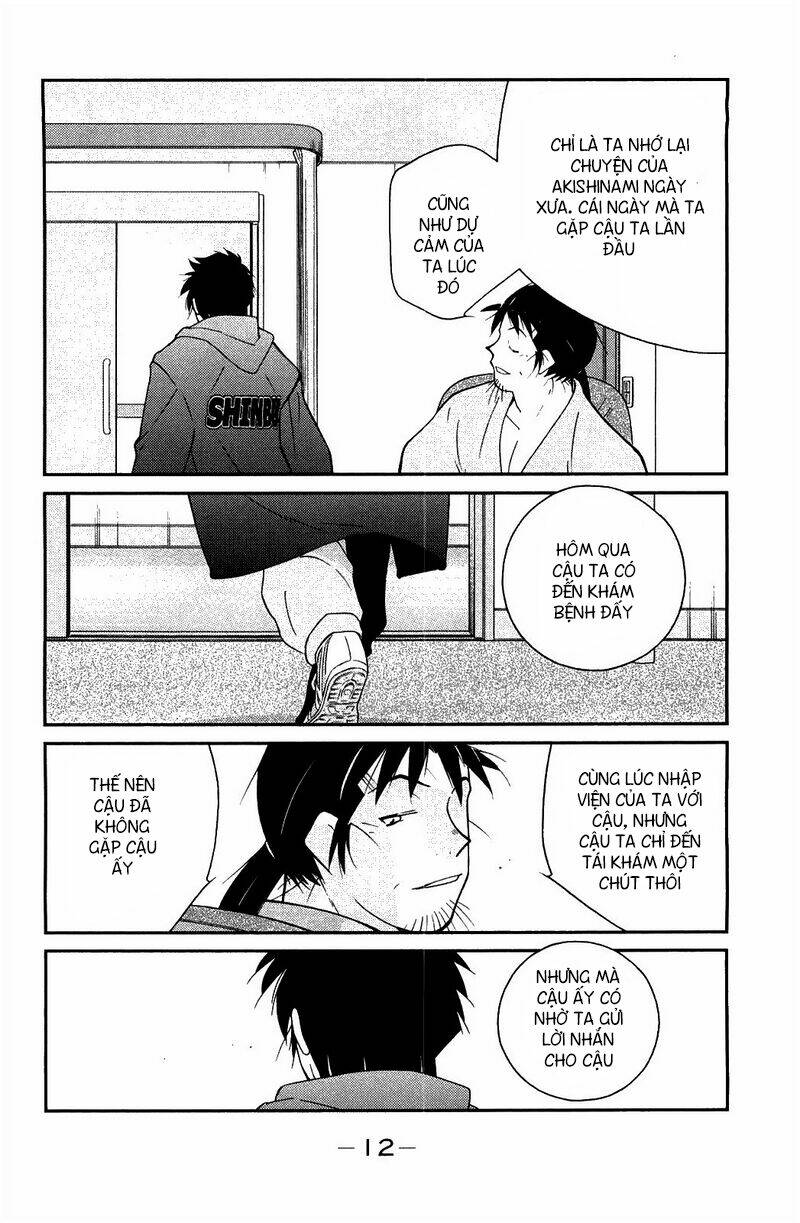 CHỈ LÀ TA NHỚ LẠI
CHUYỆN CỦA
AKISHINAMI NGÀY
XƯA. CÁI NGÀY MÀ TA
GẶP CẬU TA LẦN
ĐẦU
CŨNG
NHƯ DỰ
CẢM CỦA
TA LÚC
ĐÓ
SHINB
HÔM QUA
CẬU TA CÓ
ĐẾN KHÁM
BỆNH ĐẤY
CÙNG LÚC NHẬP
VIỆN CỦA TA VỚI
CẬU, NHƯNG
CẬU TA CHỈ ĐẾN
TÁI KHÁM MỘT
CHÚT THÔI
THẾ NÊN
CẬU ĐÃ
KHÔNG
GẶP CẬU
ẤY
NHƯNG MÀ
CẬU ẤY CÓ
NHỜ TA GỬI
LỜI NHẮN
CHO CẬU
–12–